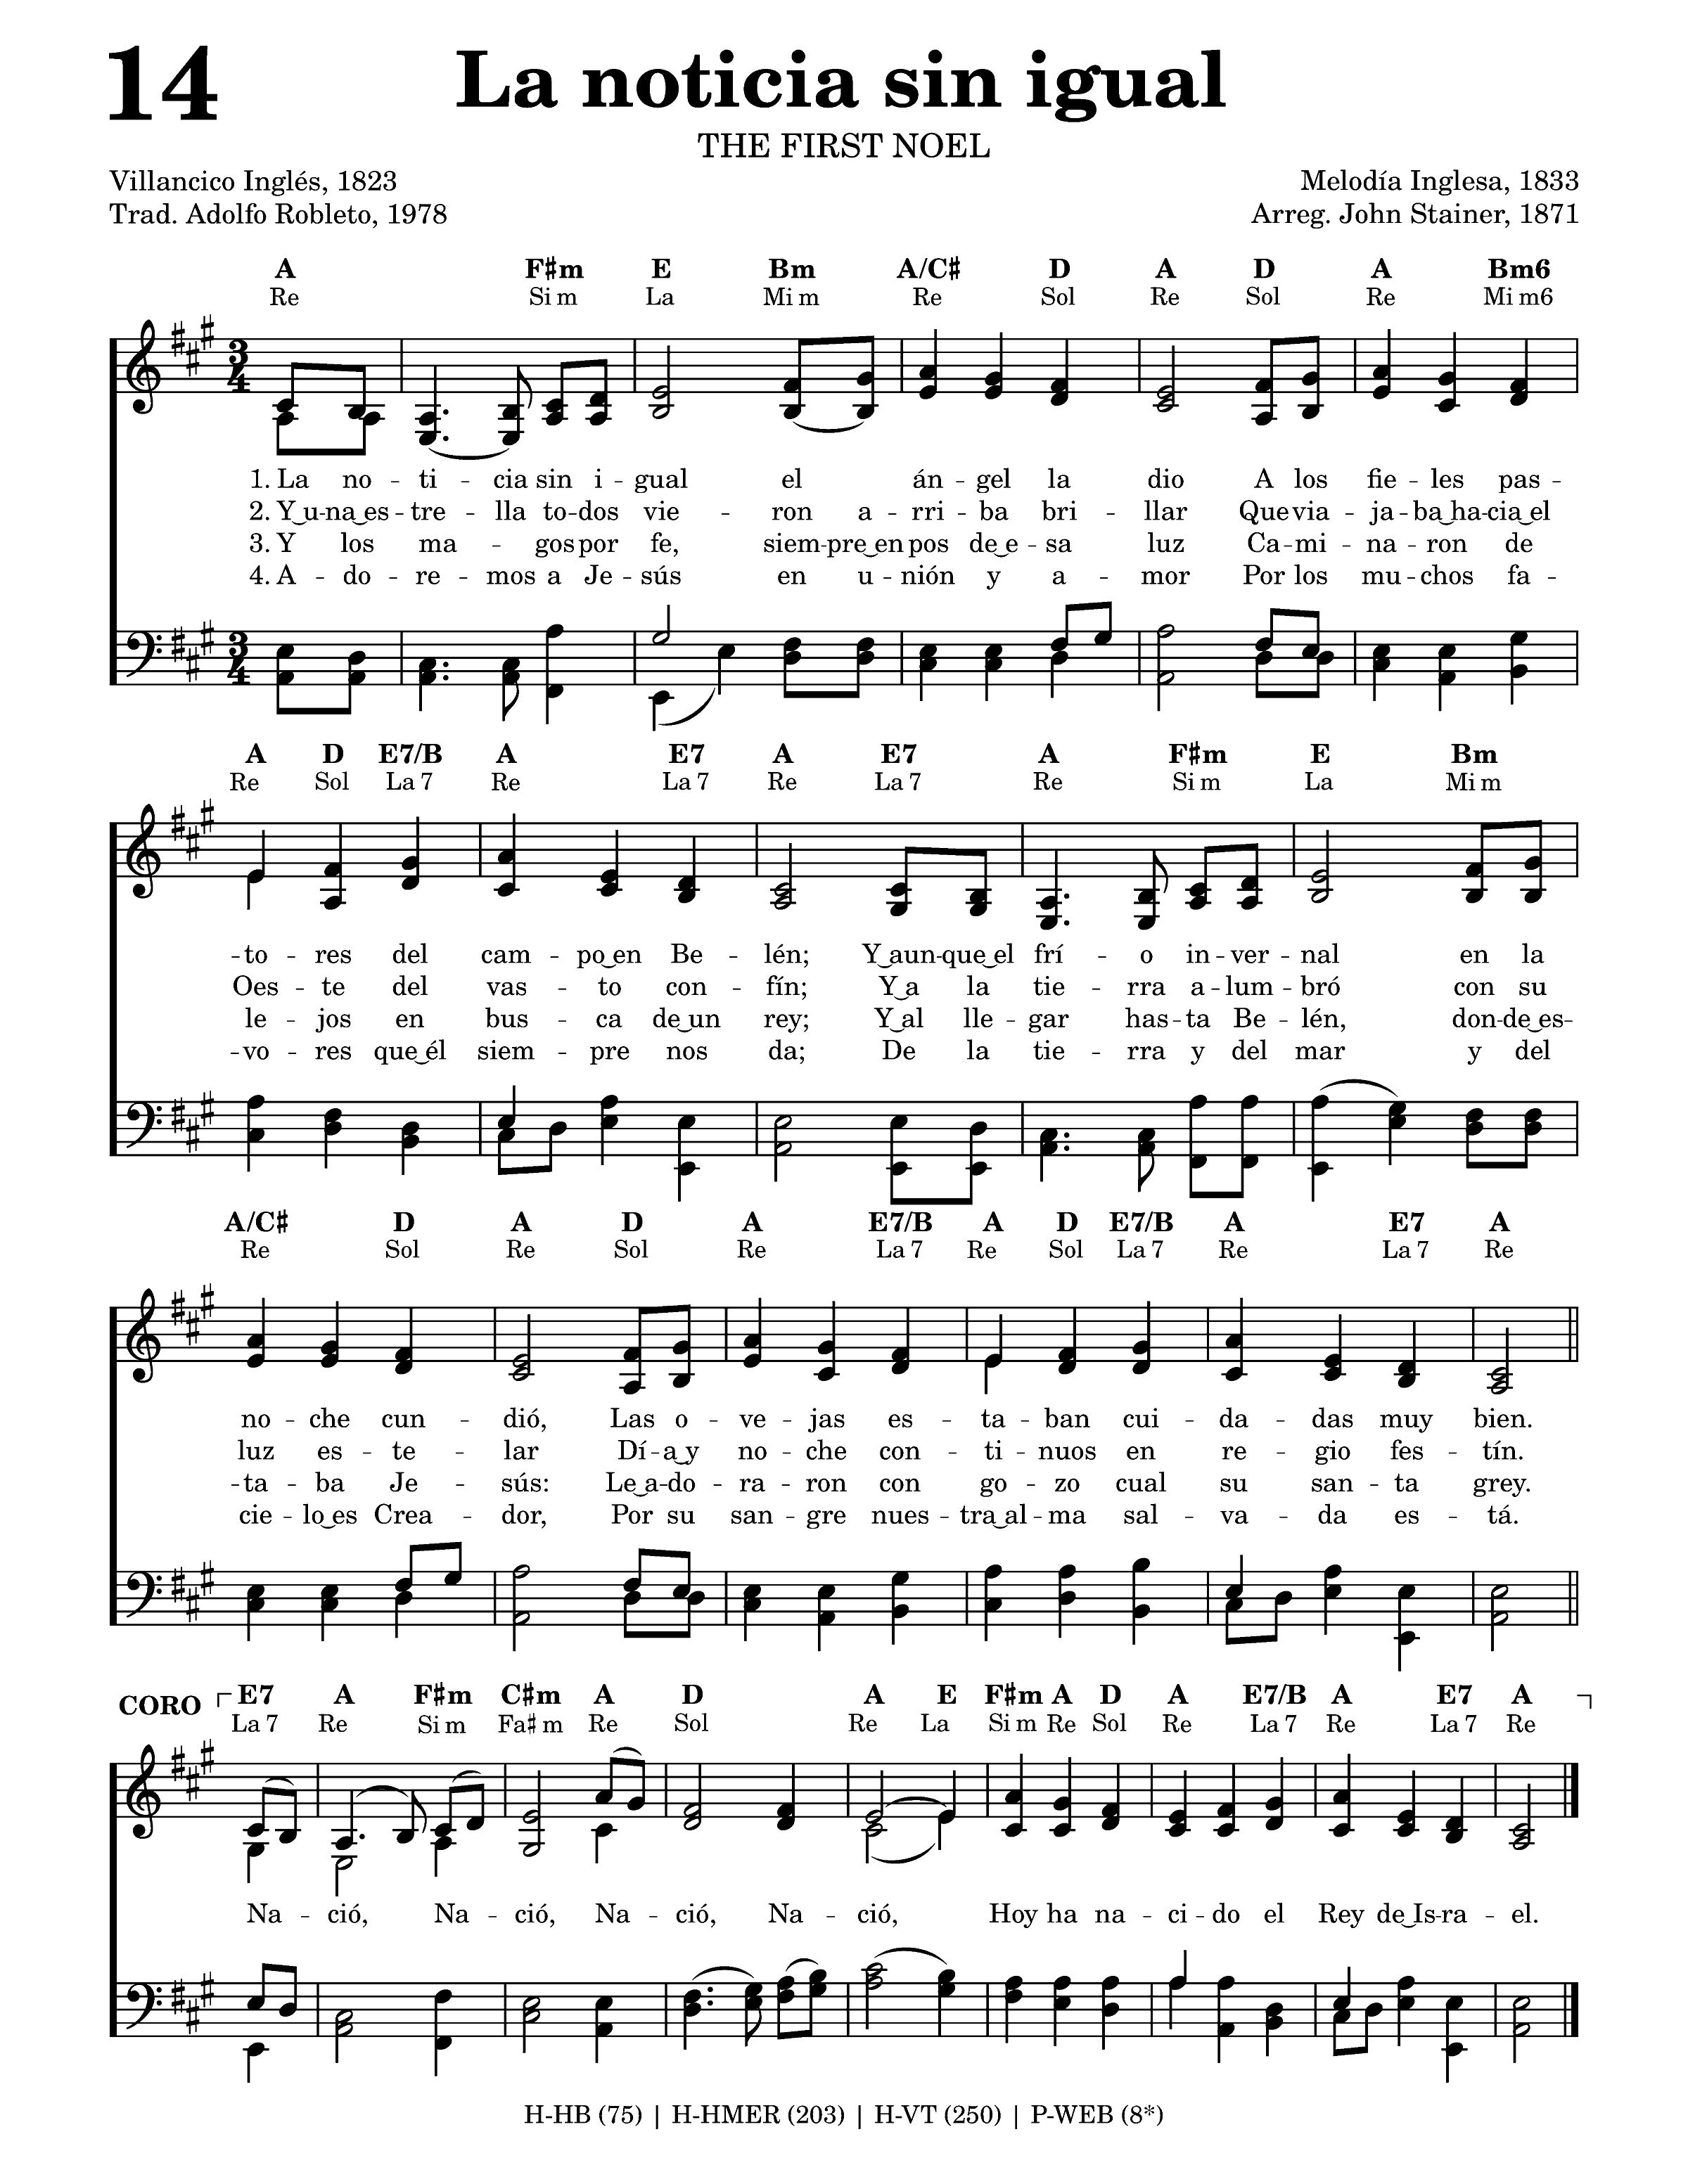 14
La noticia sin igual
THE FIRST NOEL
Villancico Inglés, 1823 Melodía Inglesa, 1833
Trad. Adolfo Robleto, 1978 Arreg. John Stainer, 1871
A F♯m E Bm A/C♯ D A D A Bm6
Re Si m La Mi m Re Sol Re Sol Re Mi m6
3 4
1. La no -- ti -- cia sin i -- gual el án -- gel la dio A los fie -- les pas --
2. Y‿u -- na‿es -- tre -- lla to -- dos vie -- ron a -- rri -- ba bri -- llar Que via -- ja -- ba‿ha -- cia‿el
3. Y los ma -- gos por fe, siem -- pre‿en pos de‿e -- sa luz Ca -- mi -- na -- ron de
4. A -- do -- re -- mos a Je -- sús en u -- nión y a -- mor Por los mu -- chos fa --
3 4
A D E7/B A E7 A E7 A F♯m E Bm
Re Sol La 7 Re La 7 Re La 7 Re Si m La Mi m
-- to -- res del cam -- po‿en Be -- lén; Y‿aun -- que‿el frí -- o in -- ver -- nal en la
Oes -- te del vas -- to con -- fín; Y‿a la tie -- rra a -- lum -- bró con su
le -- jos en bus -- ca de‿un rey; Y‿al lle -- gar has -- ta Be -- lén, don -- de‿es --
-- vo -- res que‿él siem -- pre nos da; De la tie -- rra y del mar y del
A/C♯ D A D A E7/B A D E7/B A E7 A
Re Sol Re Sol Re La 7 Re Sol La 7 Re La 7 Re
no -- che cun -- dió, Las o -- ve -- jas es -- ta -- ban cui -- da -- das muy bien.
luz es -- te -- lar Dí -- a‿y no -- che con -- ti -- nuos en re -- gio fes -- tín.
-- ta -- ba Je -- sús: Le‿a -- do -- ra -- ron con go -- zo cual su san -- ta grey.
cie -- lo‿es Crea -- dor, Por su san -- gre nues -- tra‿al -- ma sal -- va -- da es -- tá.
CORO E7 A F♯m C♯m A D A E F♯m A D A E7/B A E7 A
La 7 Re Si m Fa♯ m Re Sol Re La Si m Re Sol Re La 7 Re La 7 Re
Na -- ció, Na -- ció, Na -- ció, Na -- ció, Hoy ha na -- ci -- do el Rey de‿Is -- ra -- el.
H-HB (75) | H-HMER (203) | H-VT (250) | P-WEB (8*)